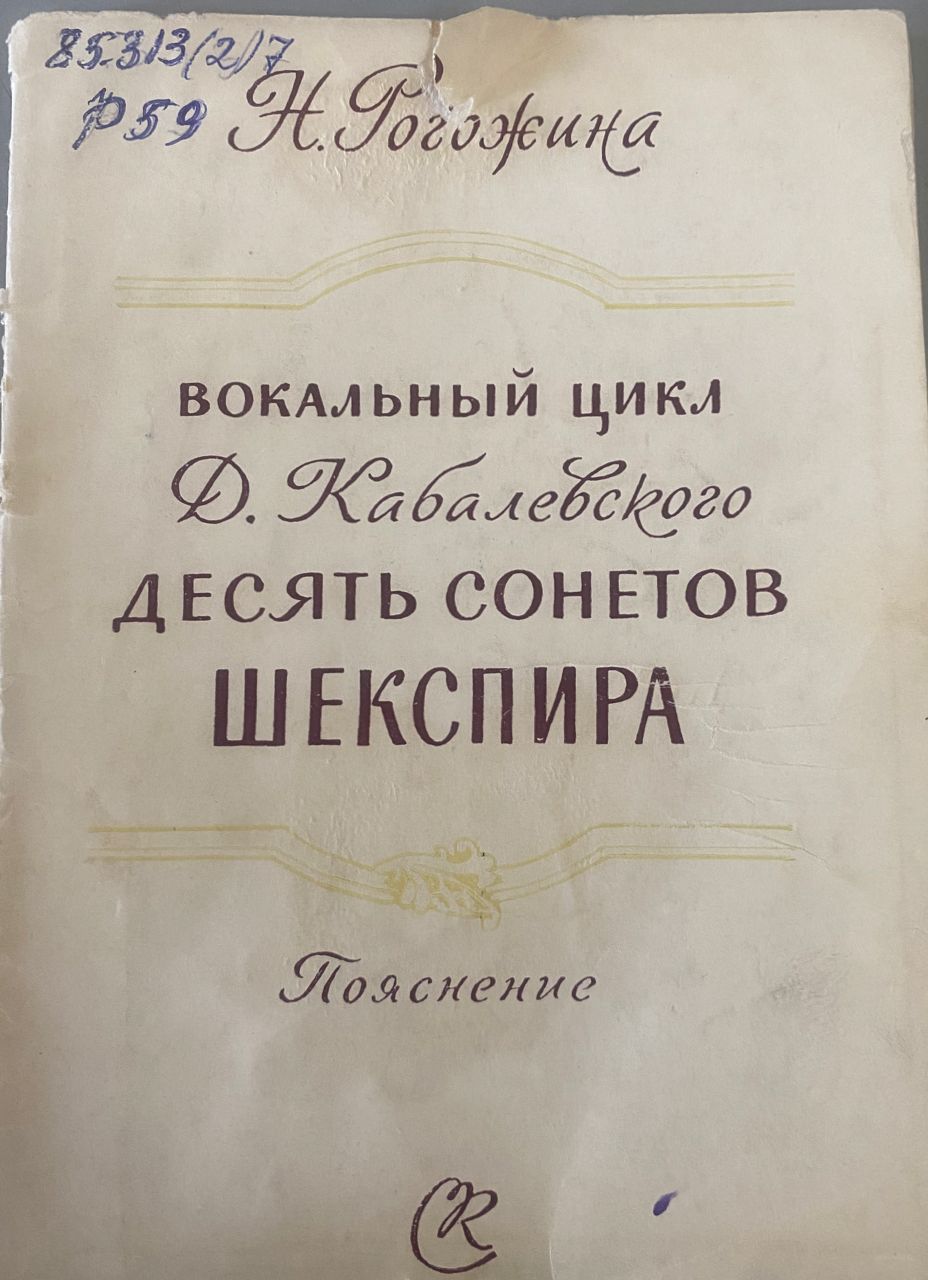 85.313(2)7
Р59
Н. Рогожина
ВОКАЛЬНЫЙ ЦИКЛ
Д. Кабалевского
ДЕСЯТЬ СОНЕТОВ
ШЕКСПИРА
Пояснение
СК